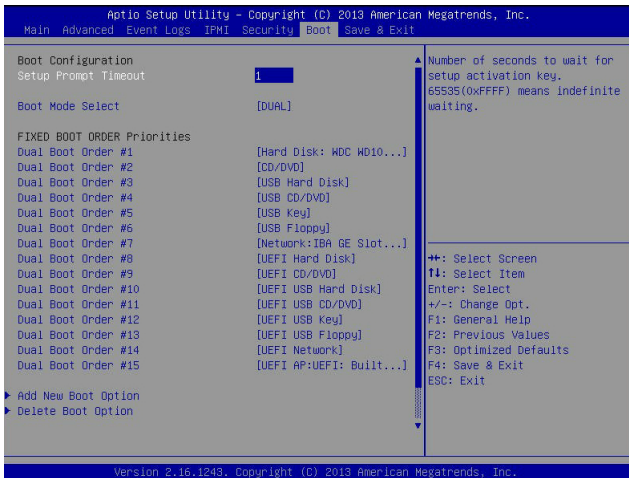 Aptio Setup Utility – Copyright (C) 2013 American Megatrends, Inc.
Main Advanced Event Logs IPMI Security Boot Save & Exit
Boot Configuration
Setup Prompt Timeout 1
Boot Mode Select [DUAL]
FIXED BOOT ORDER Priorities
Dual Boot Order #1 [Hard Disk: WDC WD10...]
Dual Boot Order #2 [CD/DVD]
Dual Boot Order #3 [USB Hard Disk]
Dual Boot Order #4 [USB CD/DVD]
Dual Boot Order #5 [USB Key]
Dual Boot Order #6 [USB Floppy]
Dual Boot Order #7 [Network:IBA GE Slot...]
Dual Boot Order #8 [UEFI Hard Disk]
Dual Boot Order #9 [UEFI CD/DVD]
Dual Boot Order #10 [UEFI USB Hard Disk]
Dual Boot Order #11 [UEFI USB CD/DVD]
Dual Boot Order #12 [UEFI USB Key]
Dual Boot Order #13 [UEFI USB Floppy]
Dual Boot Order #14 [UEFI Network]
Dual Boot Order #15 [UEFI AP:UEFI: Built...]
Add New Boot Option
Delete Boot Option
Number of seconds to wait for
setup activation key.
65535(0xFFFF) means indefinite
waiting.
→←: Select Screen
↑↓: Select Item
Enter: Select
+/-: Change Opt.
F1: General Help
F2: Previous Values
F3: Optimized Defaults
F4: Save & Exit
ESC: Exit
Version 2.16.1243. Copyright (C) 2013 American Megatrends, Inc.